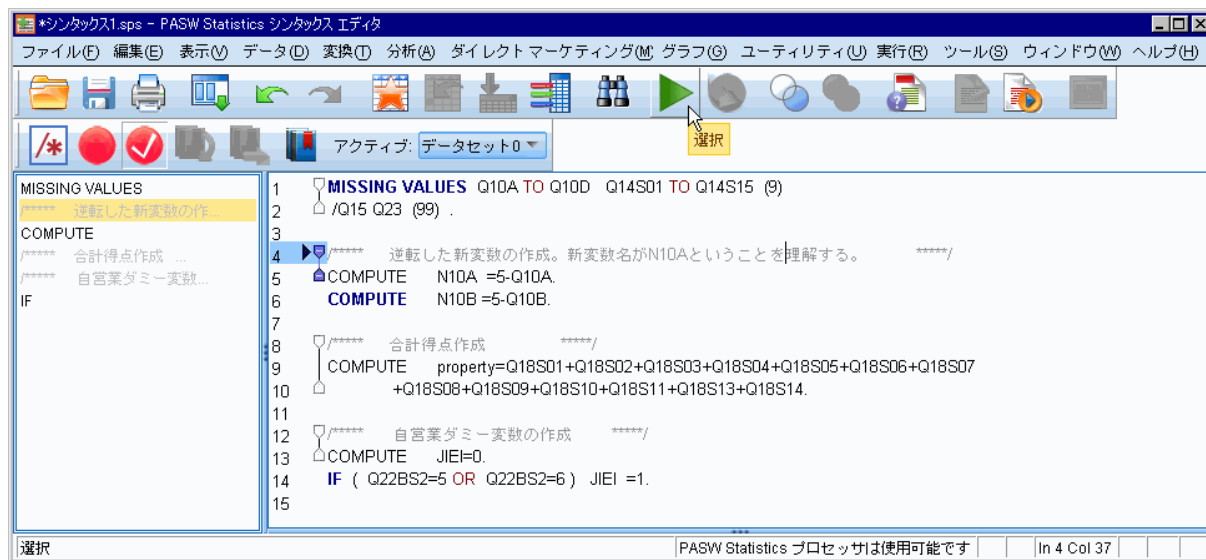 *シンタックス1.sps - PASW Statistics シンタックス エディタ
ファイル(F) 編集(E) 表示(V) データ(D) 変換(T) 分析(A) ダイレクト マーケティング(M) グラフ(G) ユーティリティ(U) 実行(R) ツール(S) ウィンドウ(W) ヘルプ(H)
選択
/* アクティブ: データセット0
MISSING VALUES
/***** 逆転した新変数の作...
COMPUTE
/***** 合計得点作成 ...
/***** 自営業ダミー変数...
IF
1 MISSING VALUES Q10A TO Q10D Q14S01 TO Q14S15 (9)
2 /Q15 Q23 (99) .
3
4 /***** 逆転した新変数の作成。新変数名がN10Aということを理解する。 *****/
5 COMPUTE N10A =5-Q10A.
6 COMPUTE N10B =5-Q10B.
7
8 /***** 合計得点作成 *****/
9 COMPUTE property=Q18S01+Q18S02+Q18S03+Q18S04+Q18S05+Q18S06+Q18S07
10 +Q18S08+Q18S09+Q18S10+Q18S11+Q18S13+Q18S14.
11
12 /***** 自営業ダミー変数の作成 *****/
13 COMPUTE JIEI=0.
14 IF ( Q22BS2=5 OR Q22BS2=6 ) JIEI =1.
15
選択 PASW Statistics プロセッサは使用可能です In 4 Col 37